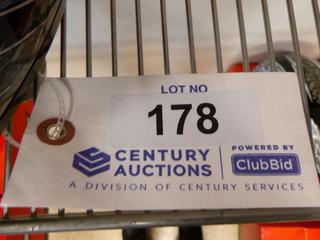 LOT NO
178
CENTURY
AUCTIONS
POWERED BY
ClubBid
A DIVISION OF CENTURY SERVICES